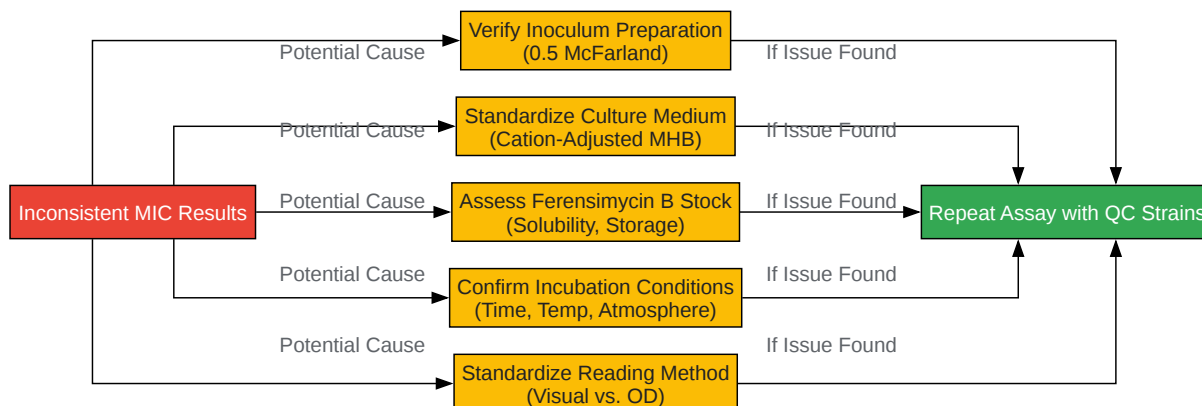 Inconsistent MIC Results
Potential Cause
Verify Inoculum Preparation
(0.5 McFarland)
If Issue Found
Potential Cause
Standardize Culture Medium
(Cation-Adjusted MHB)
If Issue Found
Potential Cause
Assess Ferensimycin B Stock
(Solubility, Storage)
If Issue Found
Potential Cause
Confirm Incubation Conditions
(Time, Temp, Atmosphere)
If Issue Found
Potential Cause
Standardize Reading Method
(Visual vs. OD)
If Issue Found
Repeat Assay with QC Strains